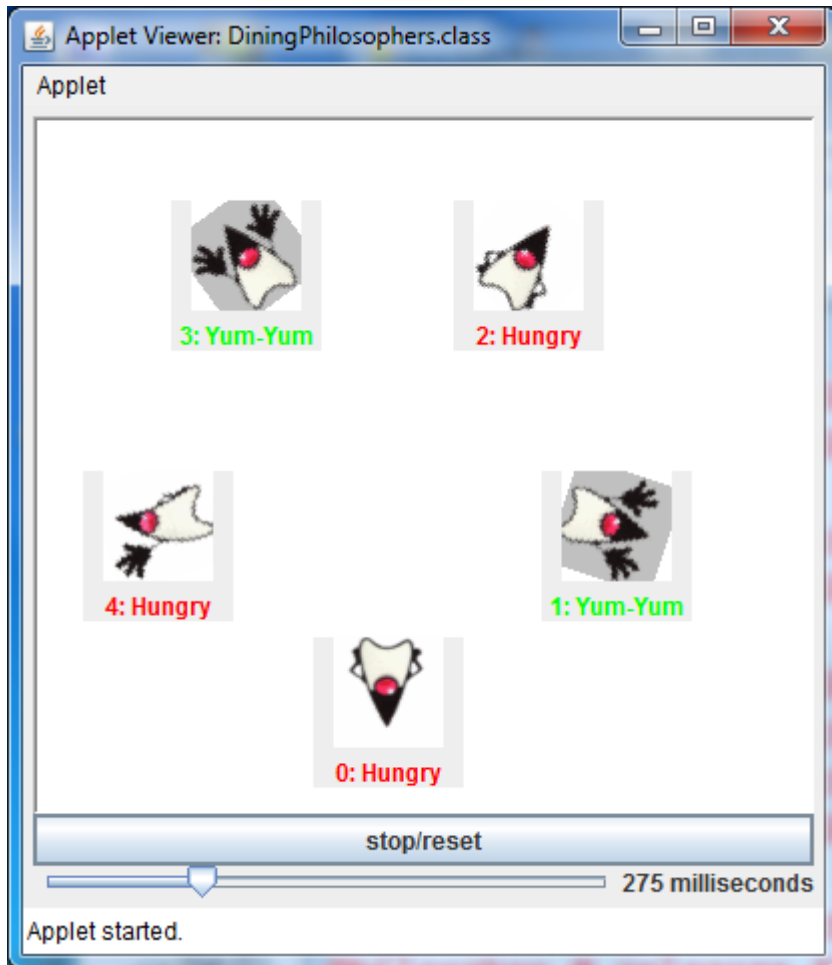 Applet Viewer: DiningPhilosophers.class
Applet
3: Yum-Yum
2: Hungry
4: Hungry
1: Yum-Yum
0: Hungry
stop/reset
275 milliseconds
Applet started.